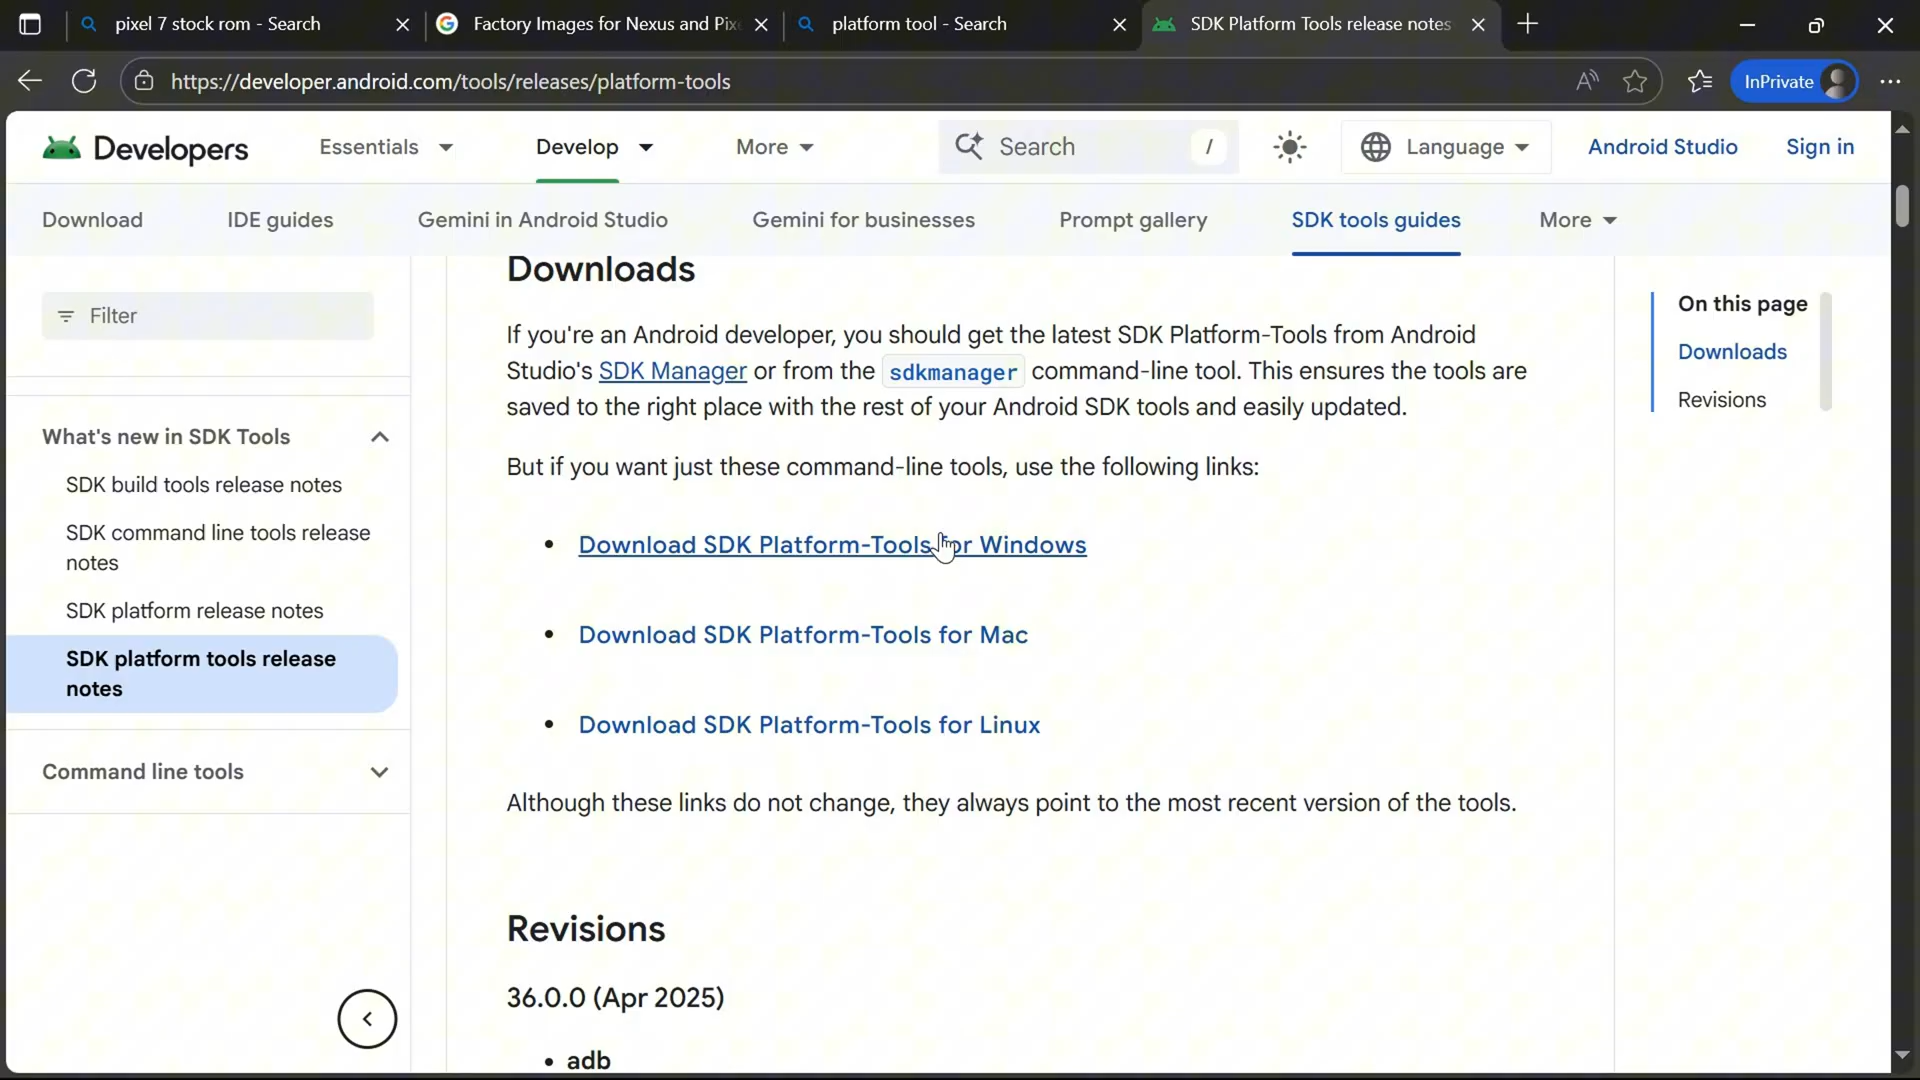 pixel 7 stock rom - Search
Factory Images for Nexus and Pix
platform tool - Search
SDK Platform Tools release notes
https://developer.android.com/tools/releases/platform-tools
InPrivate
Developers
Essentials
Develop
More
Search
/
Language
Android Studio
Sign in
Download
IDE guides
Gemini in Android Studio
Gemini for businesses
Prompt gallery
SDK tools guides
More
Filter
What's new in SDK Tools
SDK build tools release notes
SDK command line tools release
notes
SDK platform release notes
SDK platform tools release
notes
Command line tools
Downloads
If you're an Android developer, you should get the latest SDK Platform-Tools from Android
Studio's SDK Manager or from the sdkmanager command-line tool. This ensures the tools are
saved to the right place with the rest of your Android SDK tools and easily updated.
But if you want just these command-line tools, use the following links:
• Download SDK Platform-Tools for Windows
• Download SDK Platform-Tools for Mac
• Download SDK Platform-Tools for Linux
Although these links do not change, they always point to the most recent version of the tools.
Revisions
36.0.0 (Apr 2025)
• adb
On this page
Downloads
Revisions